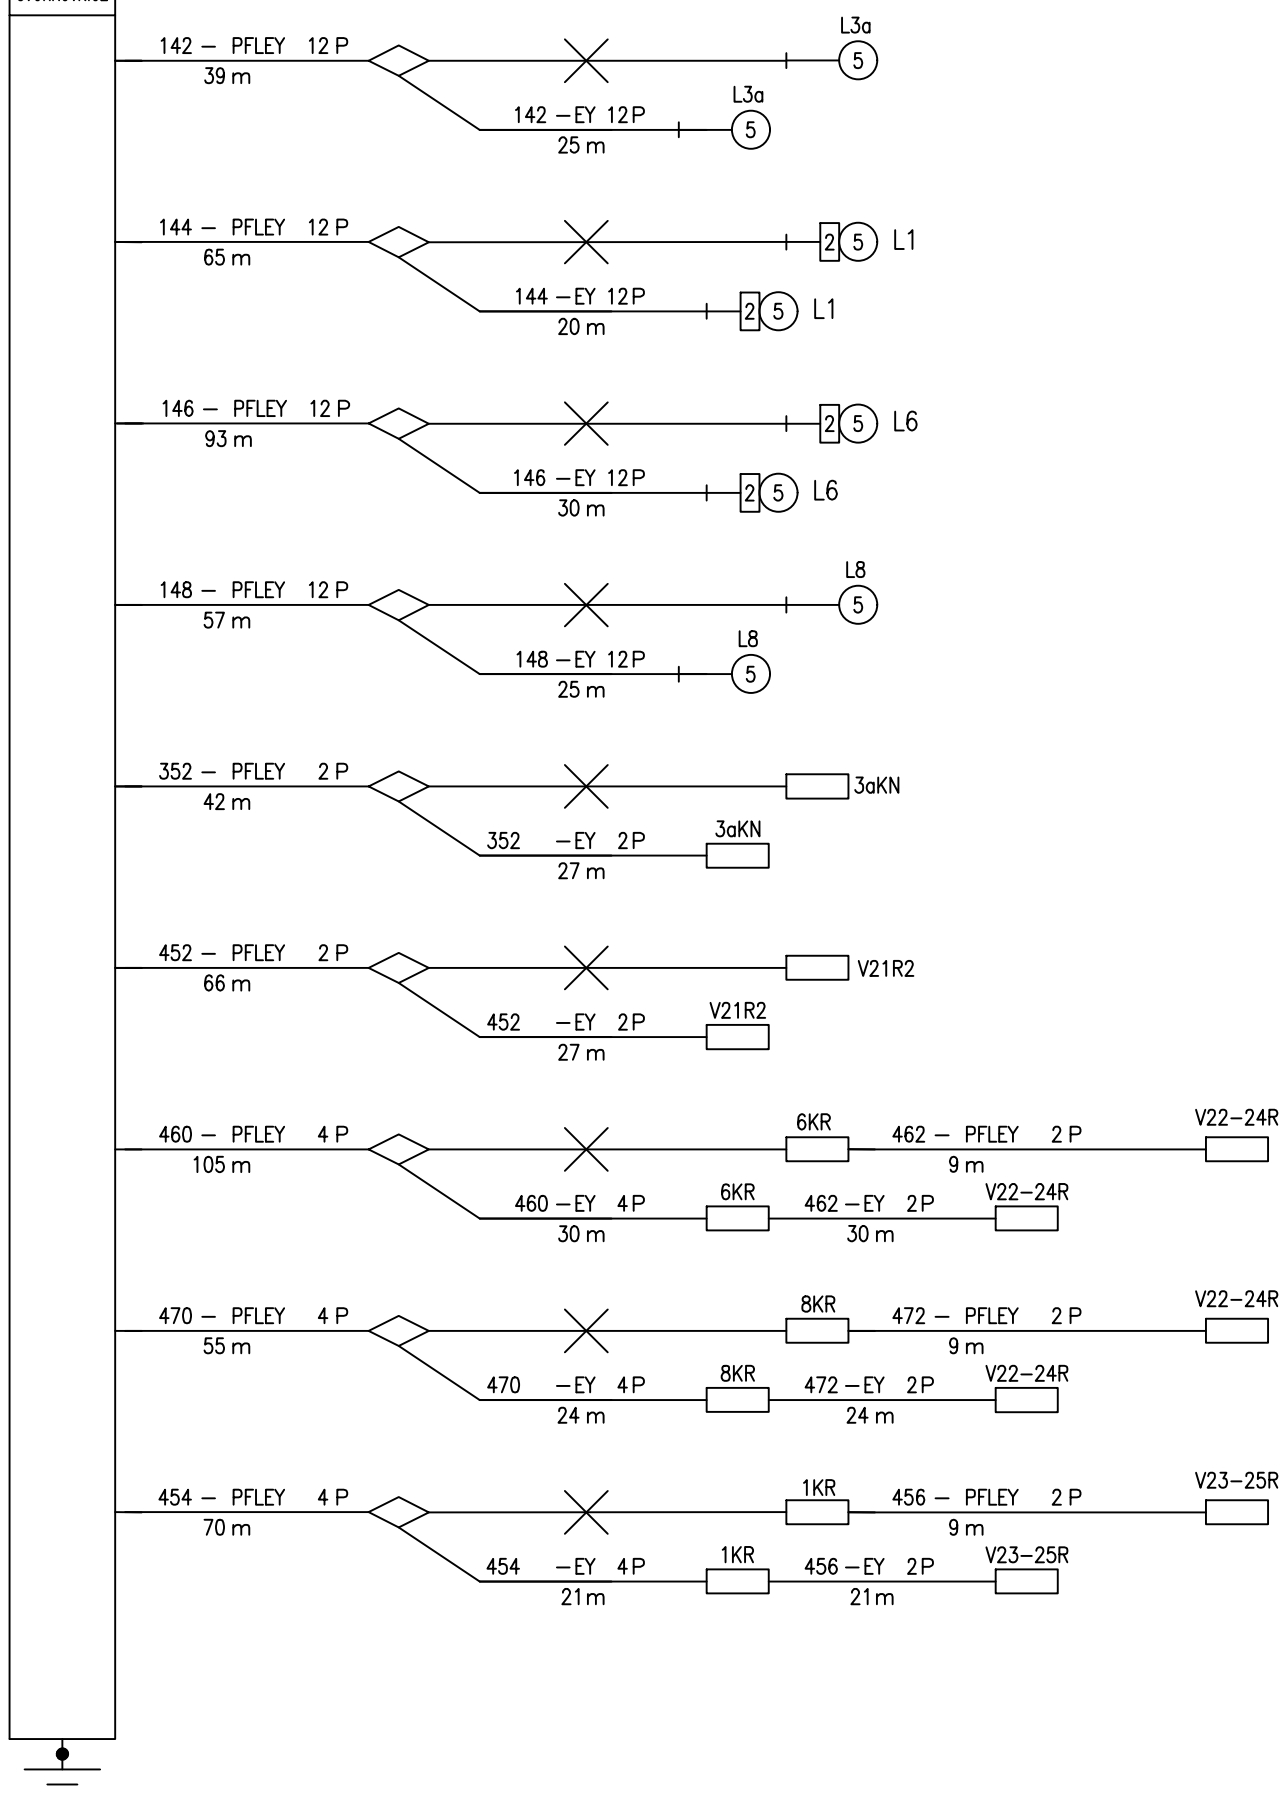 142 - PFLEY 12 P
39 m
L3a
5
142 -EY 12P
25 m
L3a
5
144 - PFLEY 12 P
65 m
2 5 L1
144 -EY 12P
20 m
2 5 L1
146 - PFLEY 12 P
93 m
2 5 L6
146 -EY 12P
30 m
2 5 L6
148 - PFLEY 12 P
57 m
L8
5
148 -EY 12P
25 m
L8
5
352 - PFLEY 2 P
42 m
3aKN
352 -EY 2P
27 m
3aKN
452 - PFLEY 2 P
66 m
V21R2
452 -EY 2P
27 m
V21R2
460 - PFLEY 4 P
105 m
6KR
462 - PFLEY 2 P
9 m
V22-24R
460 -EY 4P
30 m
6KR
462 -EY 2P
30 m
V22-24R
470 - PFLEY 4 P
55 m
8KR
472 - PFLEY 2 P
9 m
V22-24R
470 -EY 4P
24 m
8KR
472 -EY 2P
24 m
V22-24R
454 - PFLEY 4 P
70 m
1KR
456 - PFLEY 2 P
9 m
V23-25R
454 -EY 4P
21 m
1KR
456 -EY 2P
21 m
V23-25R